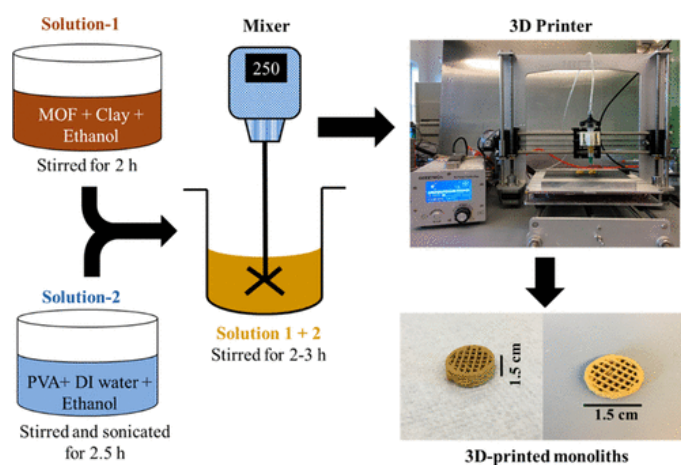 Solution-1
MOF + Clay +
Ethanol
Stirred for 2 h
Solution-2
PVA+ DI water +
Ethanol
Stirred and sonicated
for 2.5 h
Mixer
250
Solution 1 + 2
Stirred for 2-3 h
3D Printer
1.5 cm
1.5 cm
3D-printed monoliths